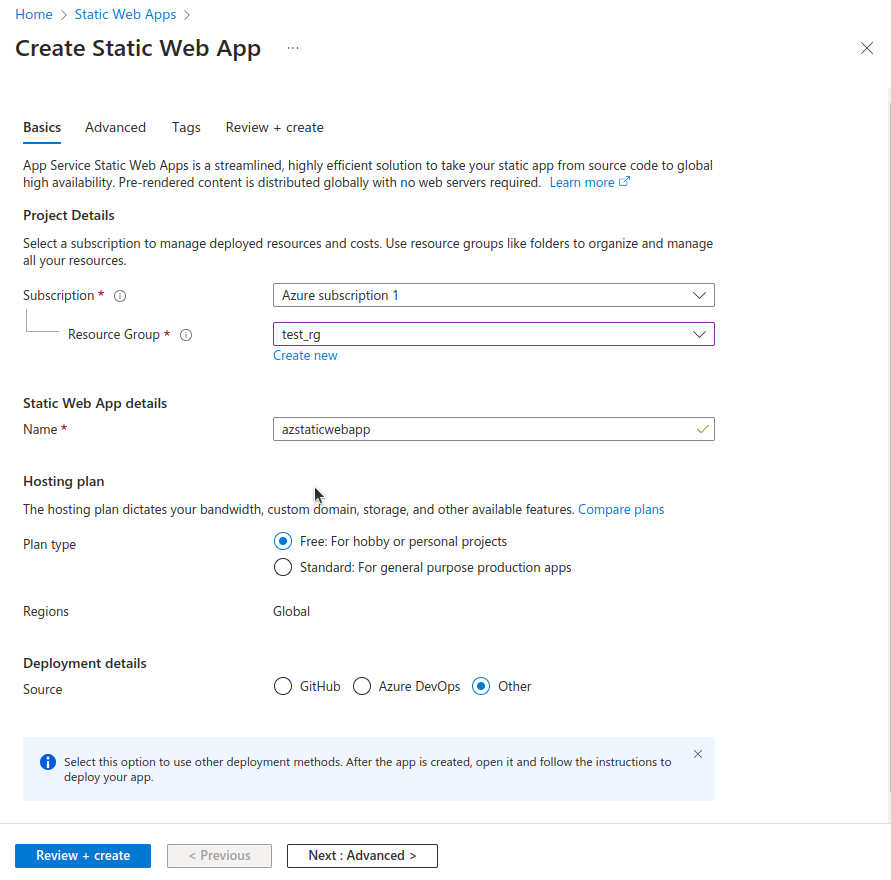 Home > Static Web Apps >
Create Static Web App ...
Basics Advanced Tags Review + create
App Service Static Web Apps is a streamlined, highly efficient solution to take your static app from source code to global
high availability. Pre-rendered content is distributed globally with no web servers required. Learn more
Project Details
Select a subscription to manage deployed resources and costs. Use resource groups like folders to organize and manage
all your resources.
Subscription * Azure subscription 1
Resource Group * test_rg
Create new
Static Web App details
Name * azstaticwebapp
Hosting plan
The hosting plan dictates your bandwidth, custom domain, storage, and other available features. Compare plans
Plan type Free: For hobby or personal projects
Standard: For general purpose production apps
Regions Global
Deployment details
Source GitHub Azure DevOps Other
Select this option to use other deployment methods. After the app is created, open it and follow the instructions to
deploy your app.
Review + create < Previous Next : Advanced >